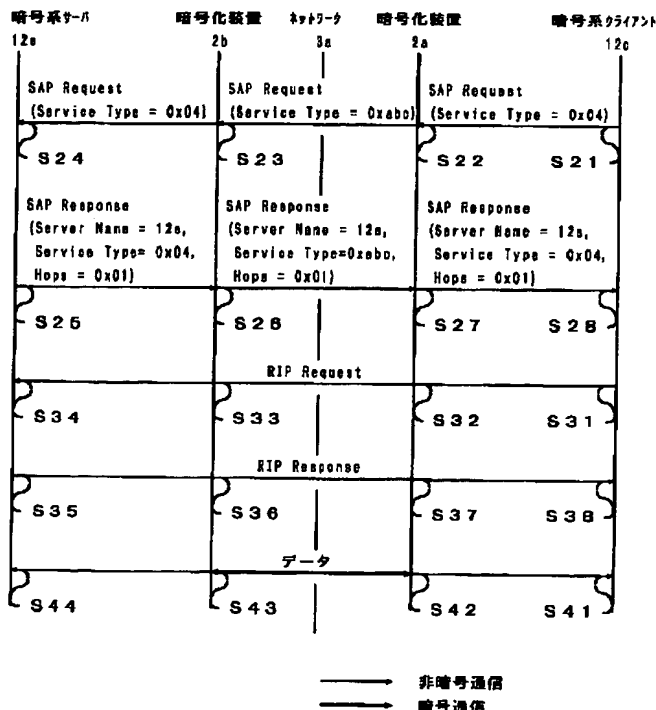 暗号系サーバ 暗号化装置 ネットワーク 暗号化装置 暗号系クライアント
12s 2b 3a 2a 12c
SAP Request SAP Request SAP Request
(Service Type = 0x04) (Service Type = 0xabc) (Service Type = 0x04)
S24 S23 S22 S21
SAP Response SAP Response SAP Response
(Server Name = 12s, (Server Name = 12s, (Server Name = 12s,
Service Type= 0x04, Service Type=0xabc, Service Type = 0x04,
Hops = 0x01) Hops = 0x01) Hops = 0x01)
S25 S26 S27 S28
RIP Request
S34 S33 S32 S31
RIP Response
S35 S36 S37 S38
データ
S44 S43 S42 S41
非暗号通信
暗号通信